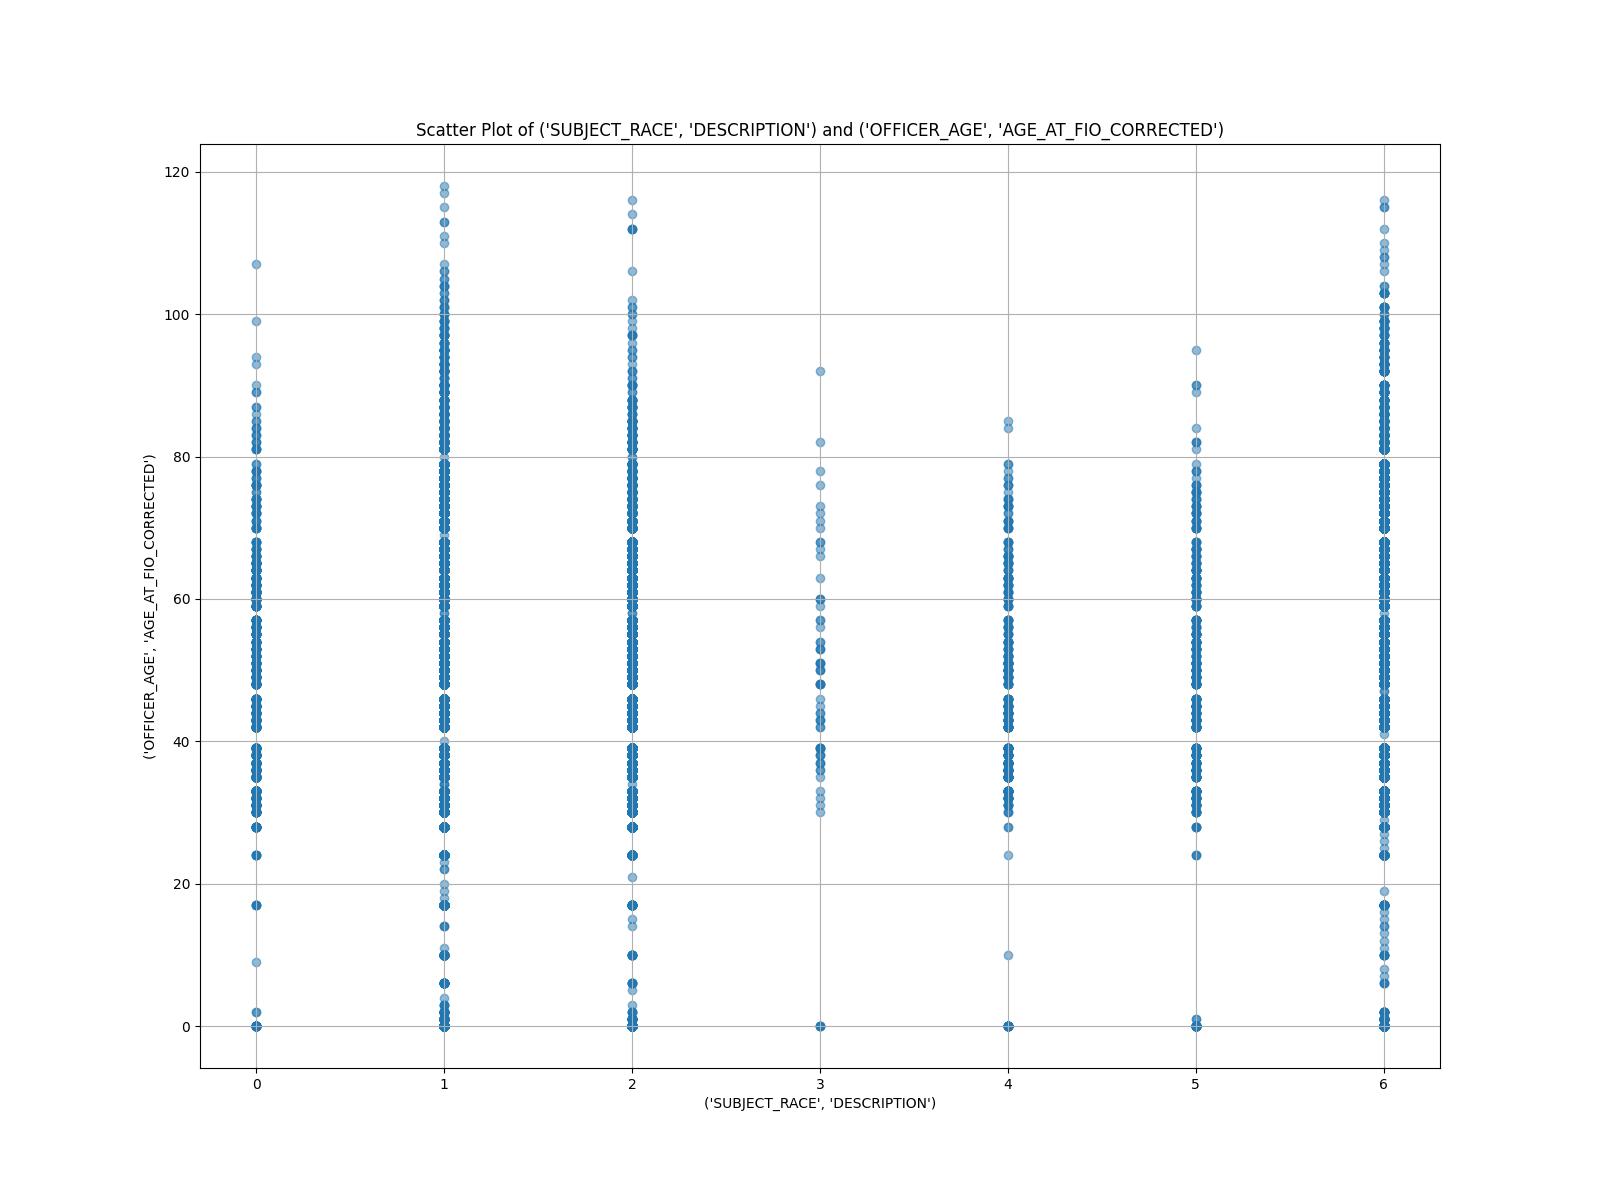 Scatter Plot of ('SUBJECT_RACE', 'DESCRIPTION') and ('OFFICER_AGE', 'AGE_AT_FIO_CORRECTED')
120
100
80
60
40
20
0
('OFFICER_AGE', 'AGE_AT_FIO_CORRECTED')
0 1 2 3 4 5 6
('SUBJECT_RACE', 'DESCRIPTION')